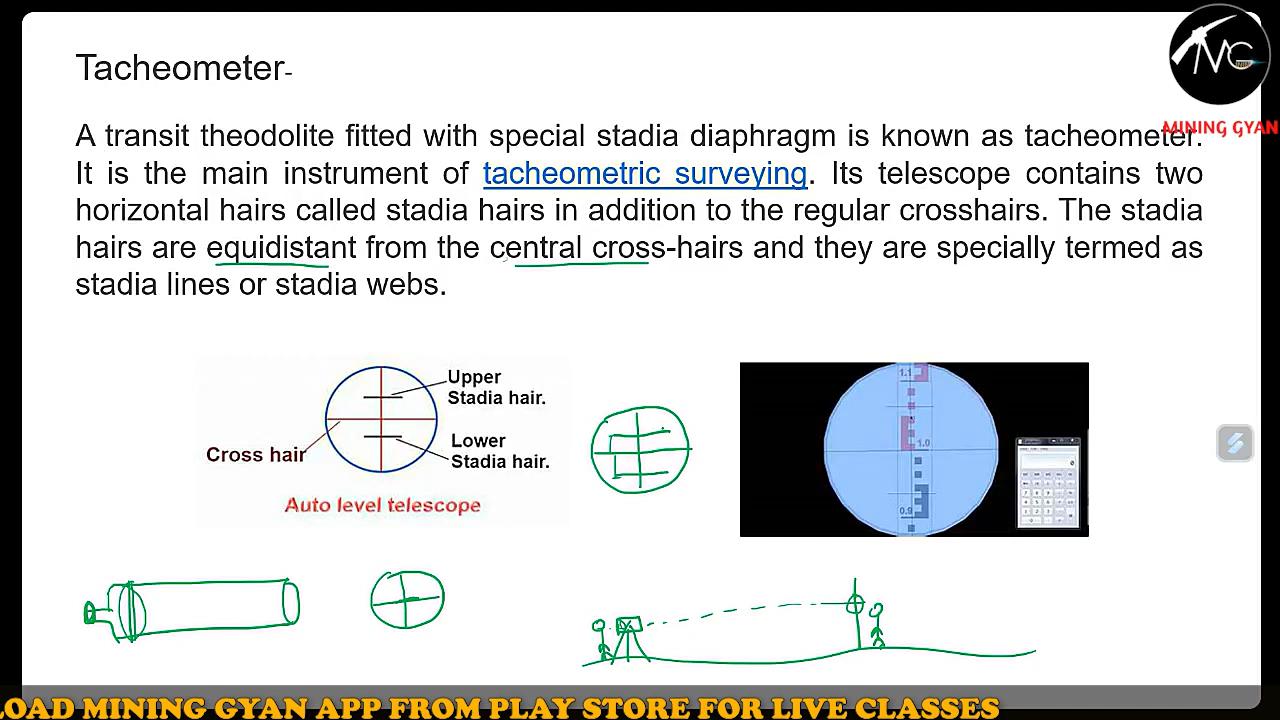 Tacheometer-
MINING GYAN
A transit theodolite fitted with special stadia diaphragm is known as tacheometer.
It is the main instrument of tacheometric surveying. Its telescope contains two
horizontal hairs called stadia hairs in addition to the regular crosshairs. The stadia
hairs are equidistant from the central cross-hairs and they are specially termed as
stadia lines or stadia webs.
Upper
Stadia hair.
Cross hair
Lower
Stadia hair.
Auto level telescope
1.1
1.0
0.9
LOAD MINING GYAN APP FROM PLAY STORE FOR LIVE CLASSES